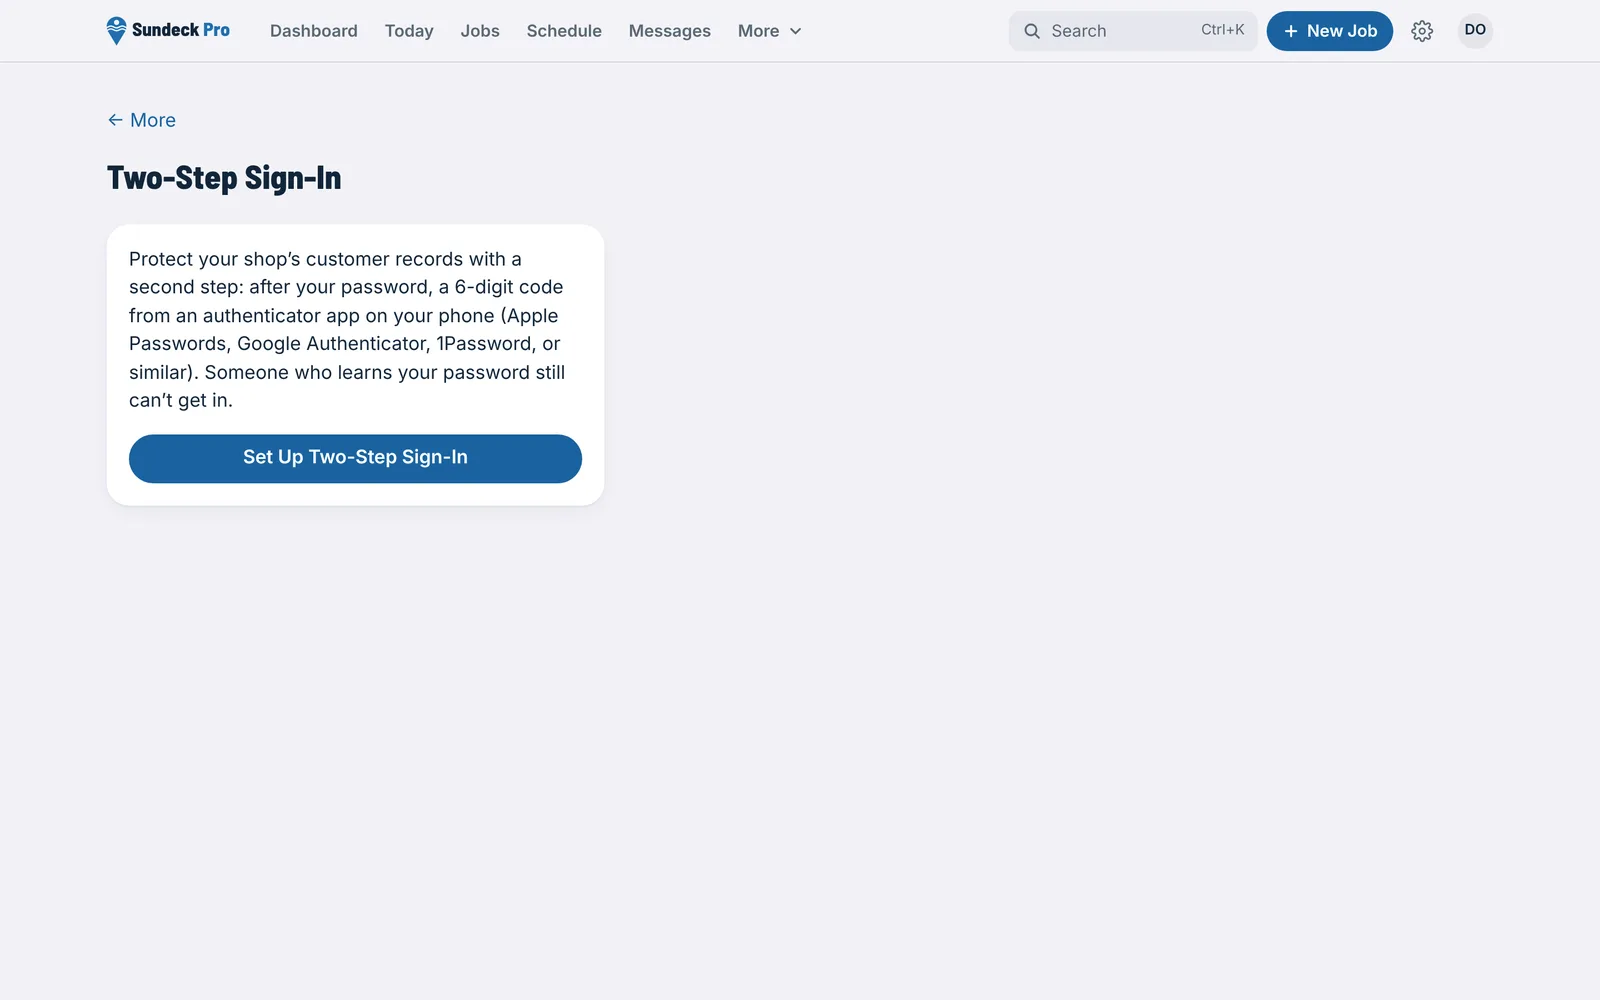 Sundeck Pro
Dashboard
Today
Jobs
Schedule
Messages
More
Search
Ctrl+K
+ New Job
DO
← More
Two-Step Sign-In
Protect your shop’s customer records with a
second step: after your password, a 6-digit code
from an authenticator app on your phone (Apple
Passwords, Google Authenticator, 1Password, or
similar). Someone who learns your password still
can’t get in.
Set Up Two-Step Sign-In